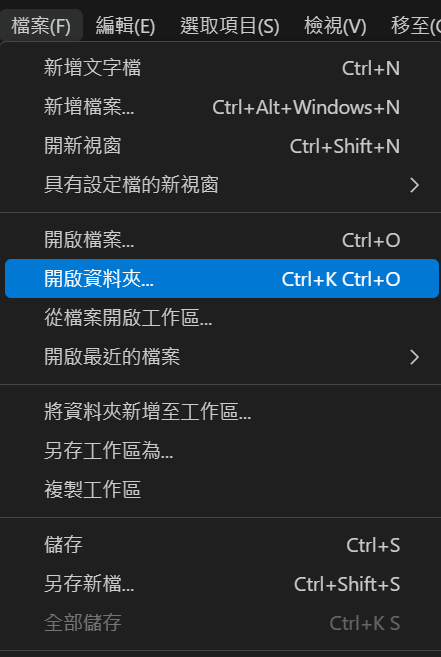 檔案(F) 編輯(E) 選取項目(S) 檢視(V) 移至(
新增文字檔 Ctrl+N
新增檔案... Ctrl+Alt+Windows+N
開新視窗 Ctrl+Shift+N
具有設定檔的新視窗
開啟檔案... Ctrl+O
開啟資料夾... Ctrl+K Ctrl+O
從檔案開啟工作區...
開啟最近的檔案
將資料夾新增至工作區...
另存工作區為...
複製工作區
儲存 Ctrl+S
另存新檔... Ctrl+Shift+S
全部儲存 Ctrl+K S